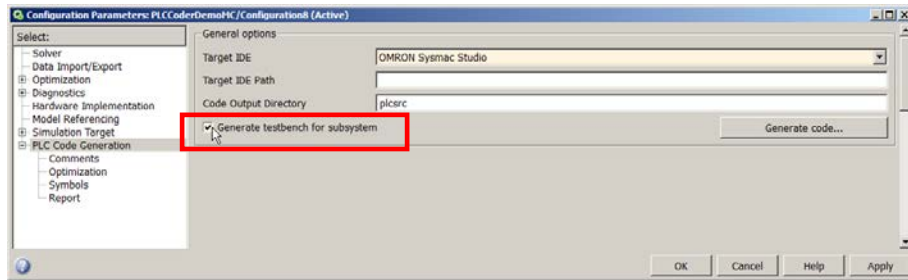 Configuration Parameters: PLCCoderDemoMC/Configuration8 (Active)
Select:
Solver
Data Import/Export
Optimization
Diagnostics
Hardware Implementation
Model Referencing
Simulation Target
PLC Code Generation
Comments
Optimization
Symbols
Report
General options
Target IDE
OMRON Sysmac Studio
Target IDE Path
Code Output Directory
plcsrc
Generate testbench for subsystem
Generate code...
OK
Cancel
Help
Apply